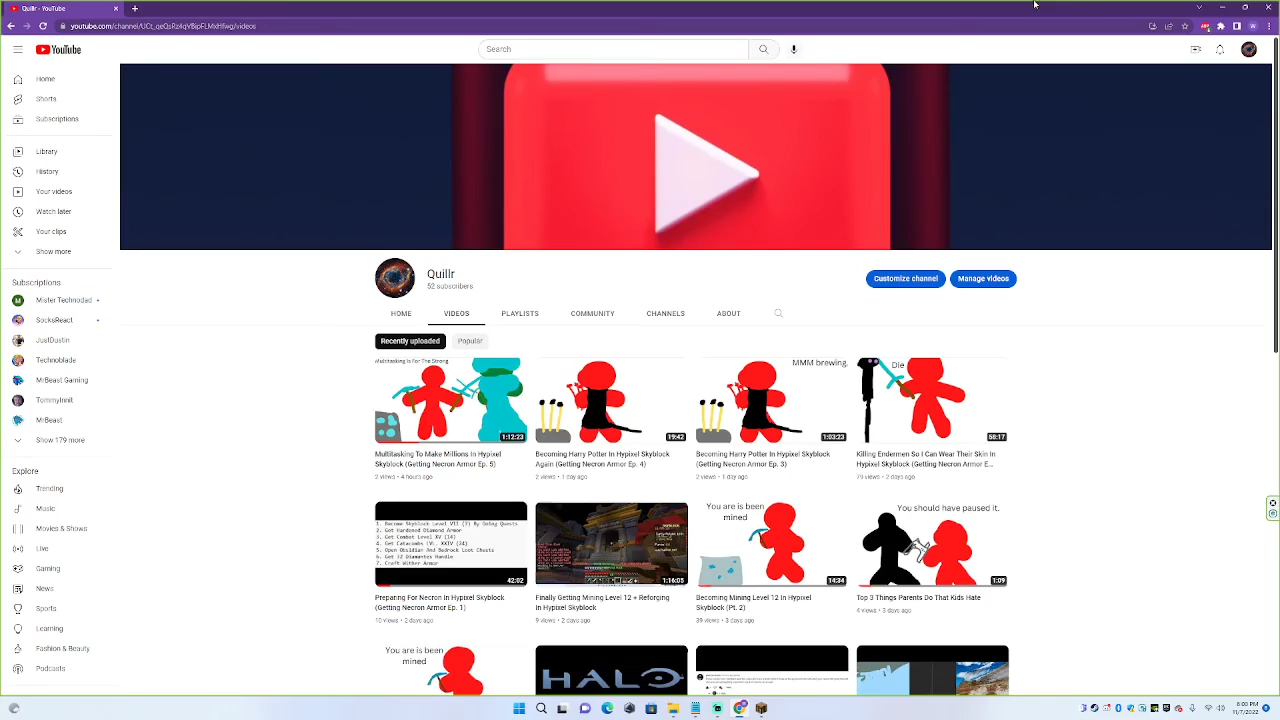 Quillr - YouTube
youtube.com/channel/UCt_qeQsRz4qVBipFLMxHfwg/videos
YouTube
Search
Home
Shorts
Subscriptions
Library
History
Your videos
Watch later
Your clips
Show more
Subscriptions
Mister Technodad
SocksReact
JustDustin
Technoblade
MrBeast Gaming
TommyInnit
MrBeast
Show 179 more
Explore
Trending
Music
Movies & Shows
Live
Gaming
News
Sports
Learning
Fashion & Beauty
Podcasts
Quillr
52 subscribers
Customize channel
Manage videos
HOME
VIDEOS
PLAYLISTS
COMMUNITY
CHANNELS
ABOUT
Recently uploaded
Popular
Multitasking Is For The Strong
1:12:23
Multitasking To Make Millions In Hypixel
Skyblock (Getting Necron Armor Ep. 5)
2 views • 4 hours ago
19:42
Becoming Harry Potter In Hypixel Skyblock
Again (Getting Necron Armor Ep. 4)
2 views • 1 day ago
MMM brewing.
1:03:23
Becoming Harry Potter In Hypixel Skyblock
(Getting Necron Armor Ep. 3)
2 views • 1 day ago
Die
50:17
Killing Endermen So I Can Wear Their Skin In
Hypixel Skyblock (Getting Necron Armor E...
79 views • 2 days ago
1. Become Skyblock Level VII (7) By Going Quests
2. Get Hardened Diamond Armor
3. Get Combat Level XV (14)
4. Get Catacombs LVL. XXIV (24)
5. Open Obsidian And Bedrock Loot Chests
6. Get 32 Diamantes Handle
7. Craft Wither Armor
42:02
Preparing For Necron In Hypixel Skyblock
(Getting Necron Armor Ep. 1)
10 views • 2 days ago
1:16:05
Finally Getting Mining Level 12 + Reforging
In Hypixel Skyblock
9 views • 2 days ago
You are is been
mined
14:34
Becoming Mining Level 12 In Hypixel
Skyblock (Pt. 2)
39 views • 3 days ago
You should have paused it.
1:09
Top 3 Things Parents Do That Kids Hate
4 views • 3 days ago
You are is been
mined
HALO
6:00 PM
11/7/2022